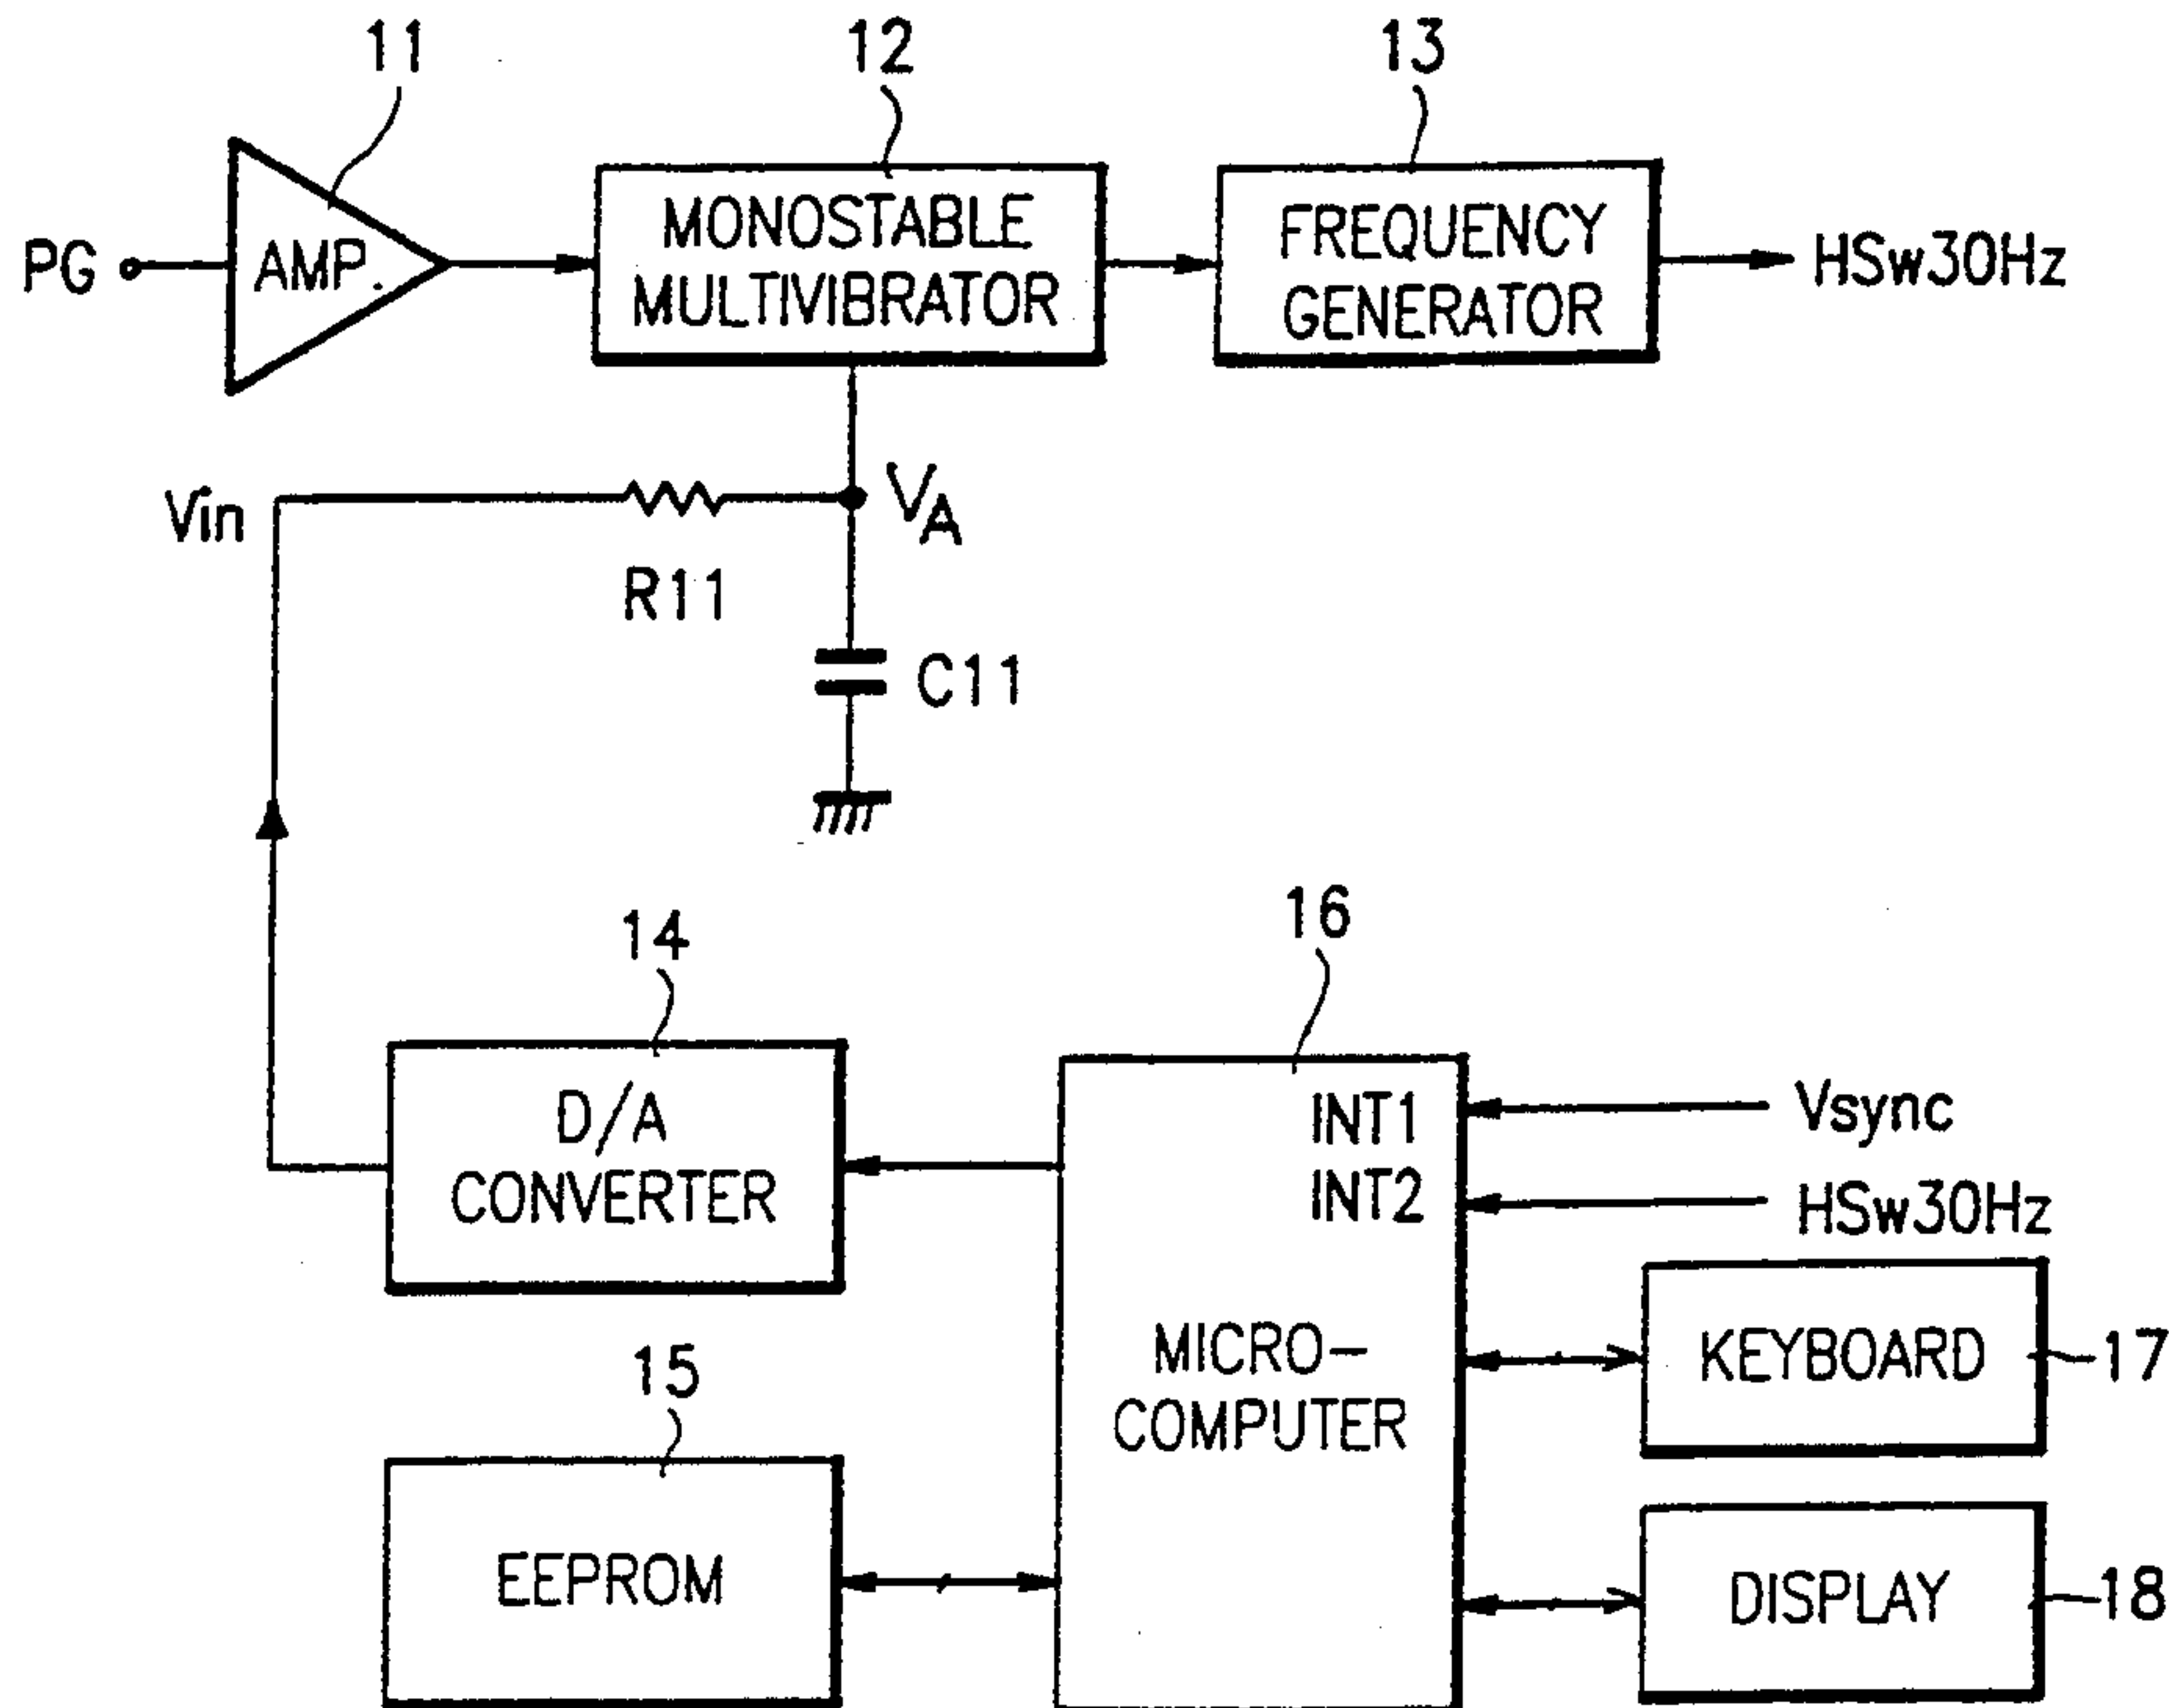 11
12
13
PG
AMP.
MONOSTABLE
MULTIVIBRATOR
FREQUENCY
GENERATOR
HSw30Hz
Vin
VA
R11
C11
14
16
D/A
CONVERTER
INT1
INT2
Vsync
HSw30Hz
MICRO-
COMPUTER
KEYBOARD
17
15
EEPROM
DISPLAY
18